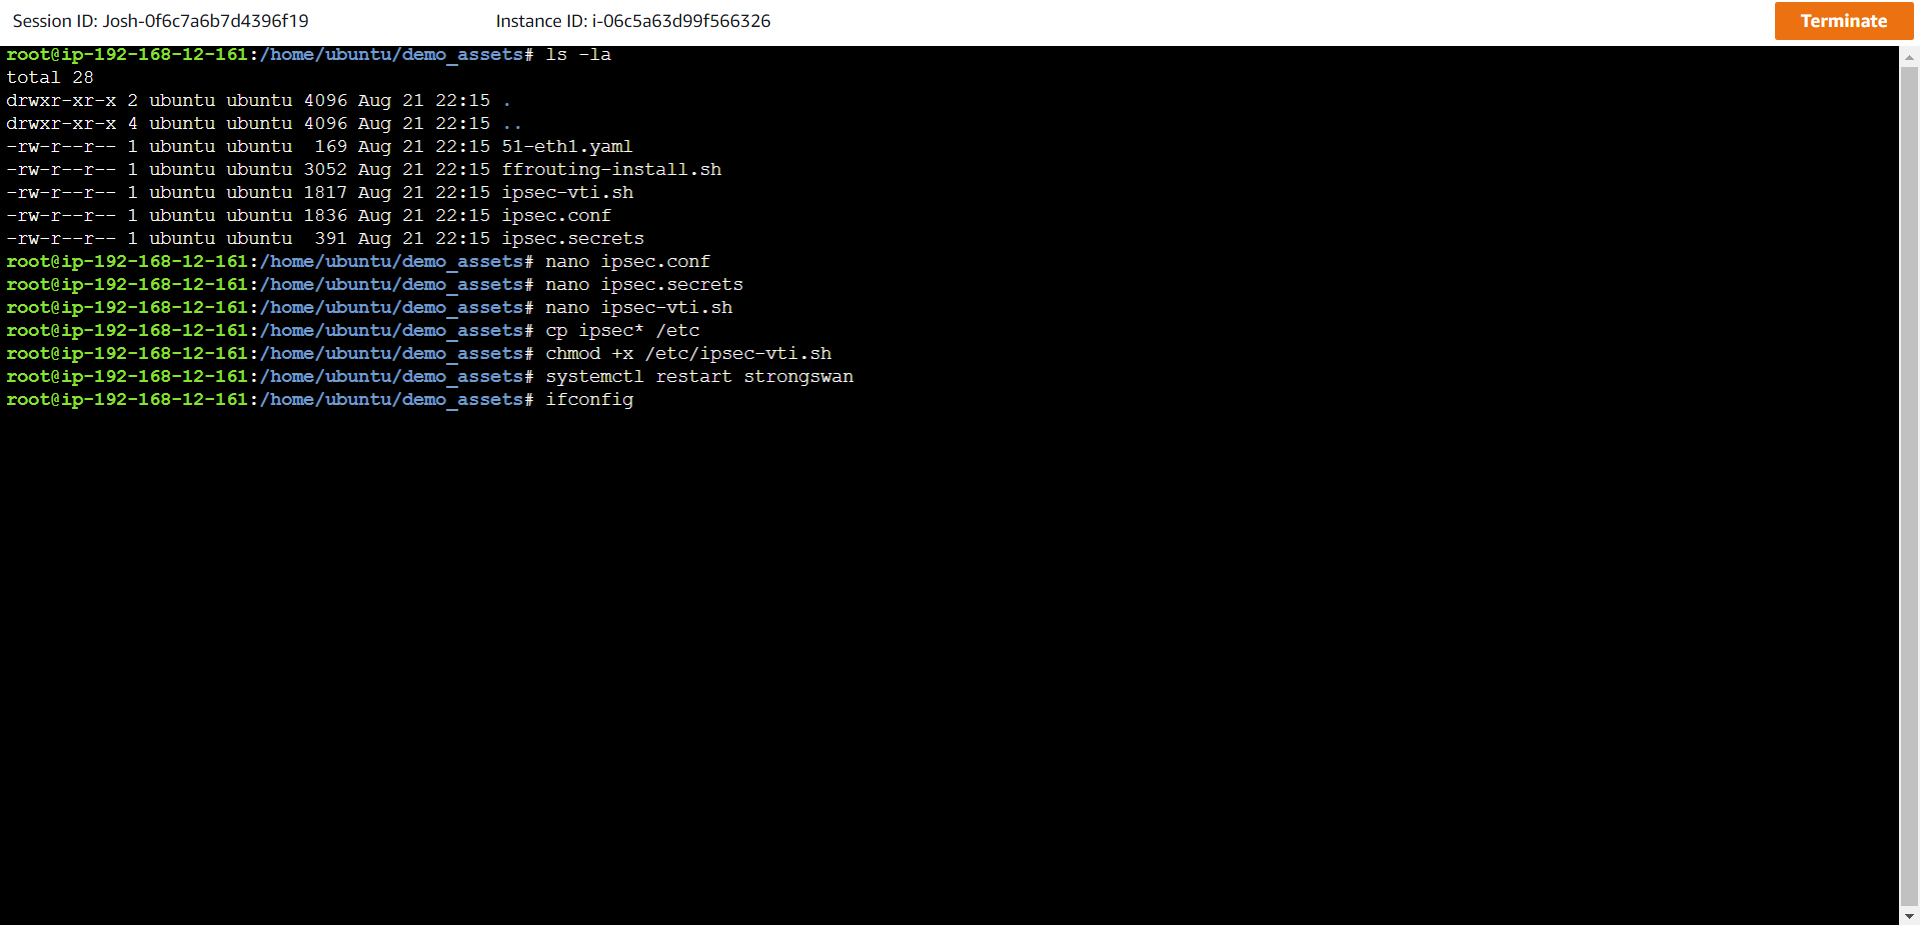 Session ID: Josh-0f6c7a6b7d4396f19 Instance ID: i-06c5a63d99f566326 Terminate
root@ip-192-168-12-161:/home/ubuntu/demo_assets# ls -la
total 28
drwxr-xr-x 2 ubuntu ubuntu 4096 Aug 21 22:15 .
drwxr-xr-x 4 ubuntu ubuntu 4096 Aug 21 22:15 ..
-rw-r--r-- 1 ubuntu ubuntu  169 Aug 21 22:15 51-eth1.yaml
-rw-r--r-- 1 ubuntu ubuntu 3052 Aug 21 22:15 ffrouting-install.sh
-rw-r--r-- 1 ubuntu ubuntu 1817 Aug 21 22:15 ipsec-vti.sh
-rw-r--r-- 1 ubuntu ubuntu 1836 Aug 21 22:15 ipsec.conf
-rw-r--r-- 1 ubuntu ubuntu  391 Aug 21 22:15 ipsec.secrets
root@ip-192-168-12-161:/home/ubuntu/demo_assets# nano ipsec.conf
root@ip-192-168-12-161:/home/ubuntu/demo_assets# nano ipsec.secrets
root@ip-192-168-12-161:/home/ubuntu/demo_assets# nano ipsec-vti.sh
root@ip-192-168-12-161:/home/ubuntu/demo_assets# cp ipsec* /etc
root@ip-192-168-12-161:/home/ubuntu/demo_assets# chmod +x /etc/ipsec-vti.sh
root@ip-192-168-12-161:/home/ubuntu/demo_assets# systemctl restart strongswan
root@ip-192-168-12-161:/home/ubuntu/demo_assets# ifconfig